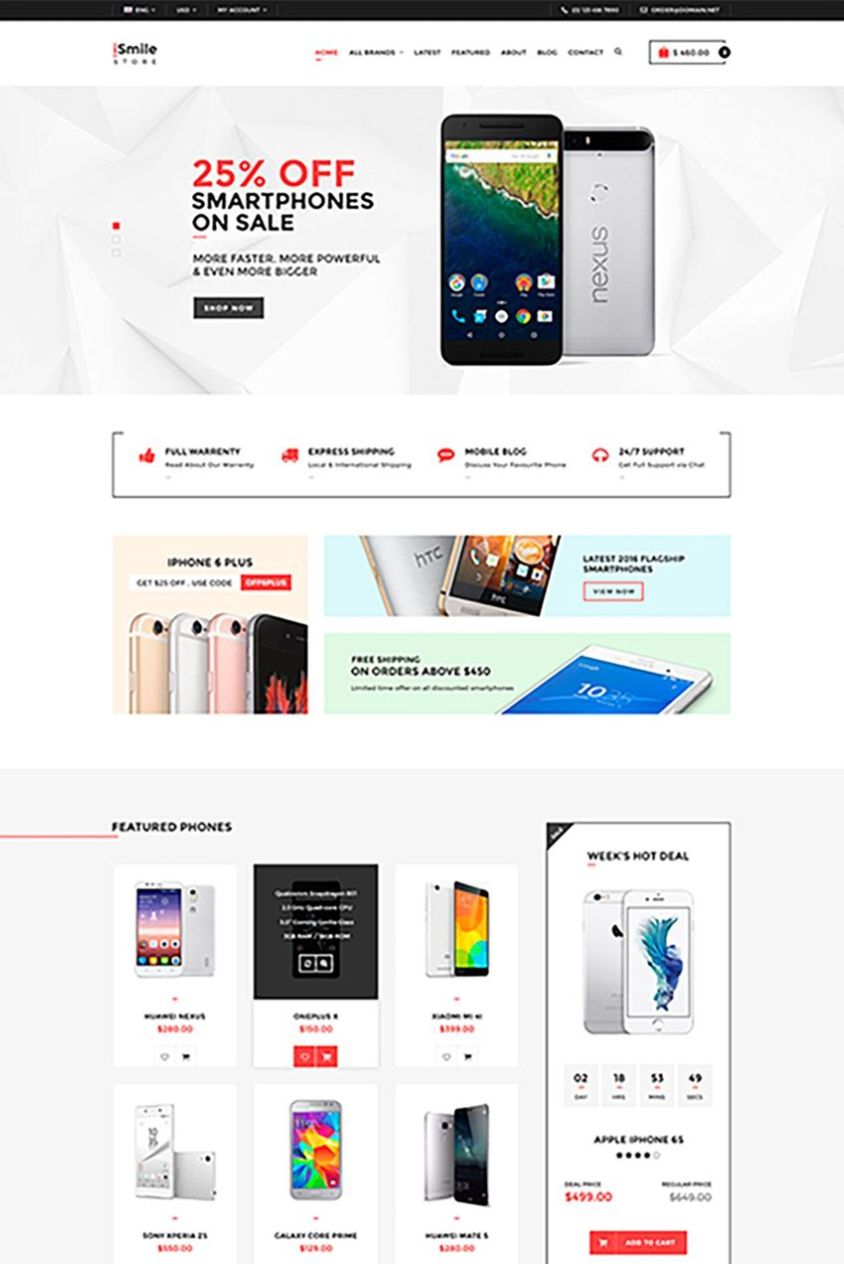 ENG
USD
MY ACCOUNT
ORDER@DOMAIN.NET
Smile
STORE
HOME
ALL BRANDS
LATEST
FEATURED
ABOUT
BLOG
CONTACT
$ 460.00
25% OFF
SMARTPHONES
ON SALE
MORE FASTER, MORE POWERFUL
& EVEN MORE BIGGER
SHOP NOW
nexus
FULL WARRENTY
Read About Our Warranty
EXPRESS SHIPPING
Local & International Shipping
MOBILE BLOG
Discuss Your Favourite Phone
24/7 SUPPORT
Get Full Support via Chat
IPHONE 6 PLUS
GET $25 OFF , USE CODE OFF6PLUS
hTC
hTC
LATEST 2016 FLAGSHIP
SMARTPHONES
VIEW NOW
FREE SHIPPING
ON ORDERS ABOVE $450
Limited time offer on all discounted smartphones
10
FEATURED PHONES
HUAWEI NEXUS
$280.00
Qualcomm Snapdragon 801
2.3 GHz Quad-core CPU
5.0" Corning Gorilla Glass
3GB RAM / 16GB ROM
ONEPLUS X
$150.00
XIAOMI MI 4I
$399.00
SONY XPERIA Z5
$550.00
GALAXY CORE PRIME
$129.00
HUAWEI MATE S
$280.00
SALE
WEEK'S HOT DEAL
02 18 53 49
DAY HRS MINS SECS
APPLE IPHONE 6S
DEAL PRICE REGULAR PRICE
$499.00 $649.00
ADD TO CART